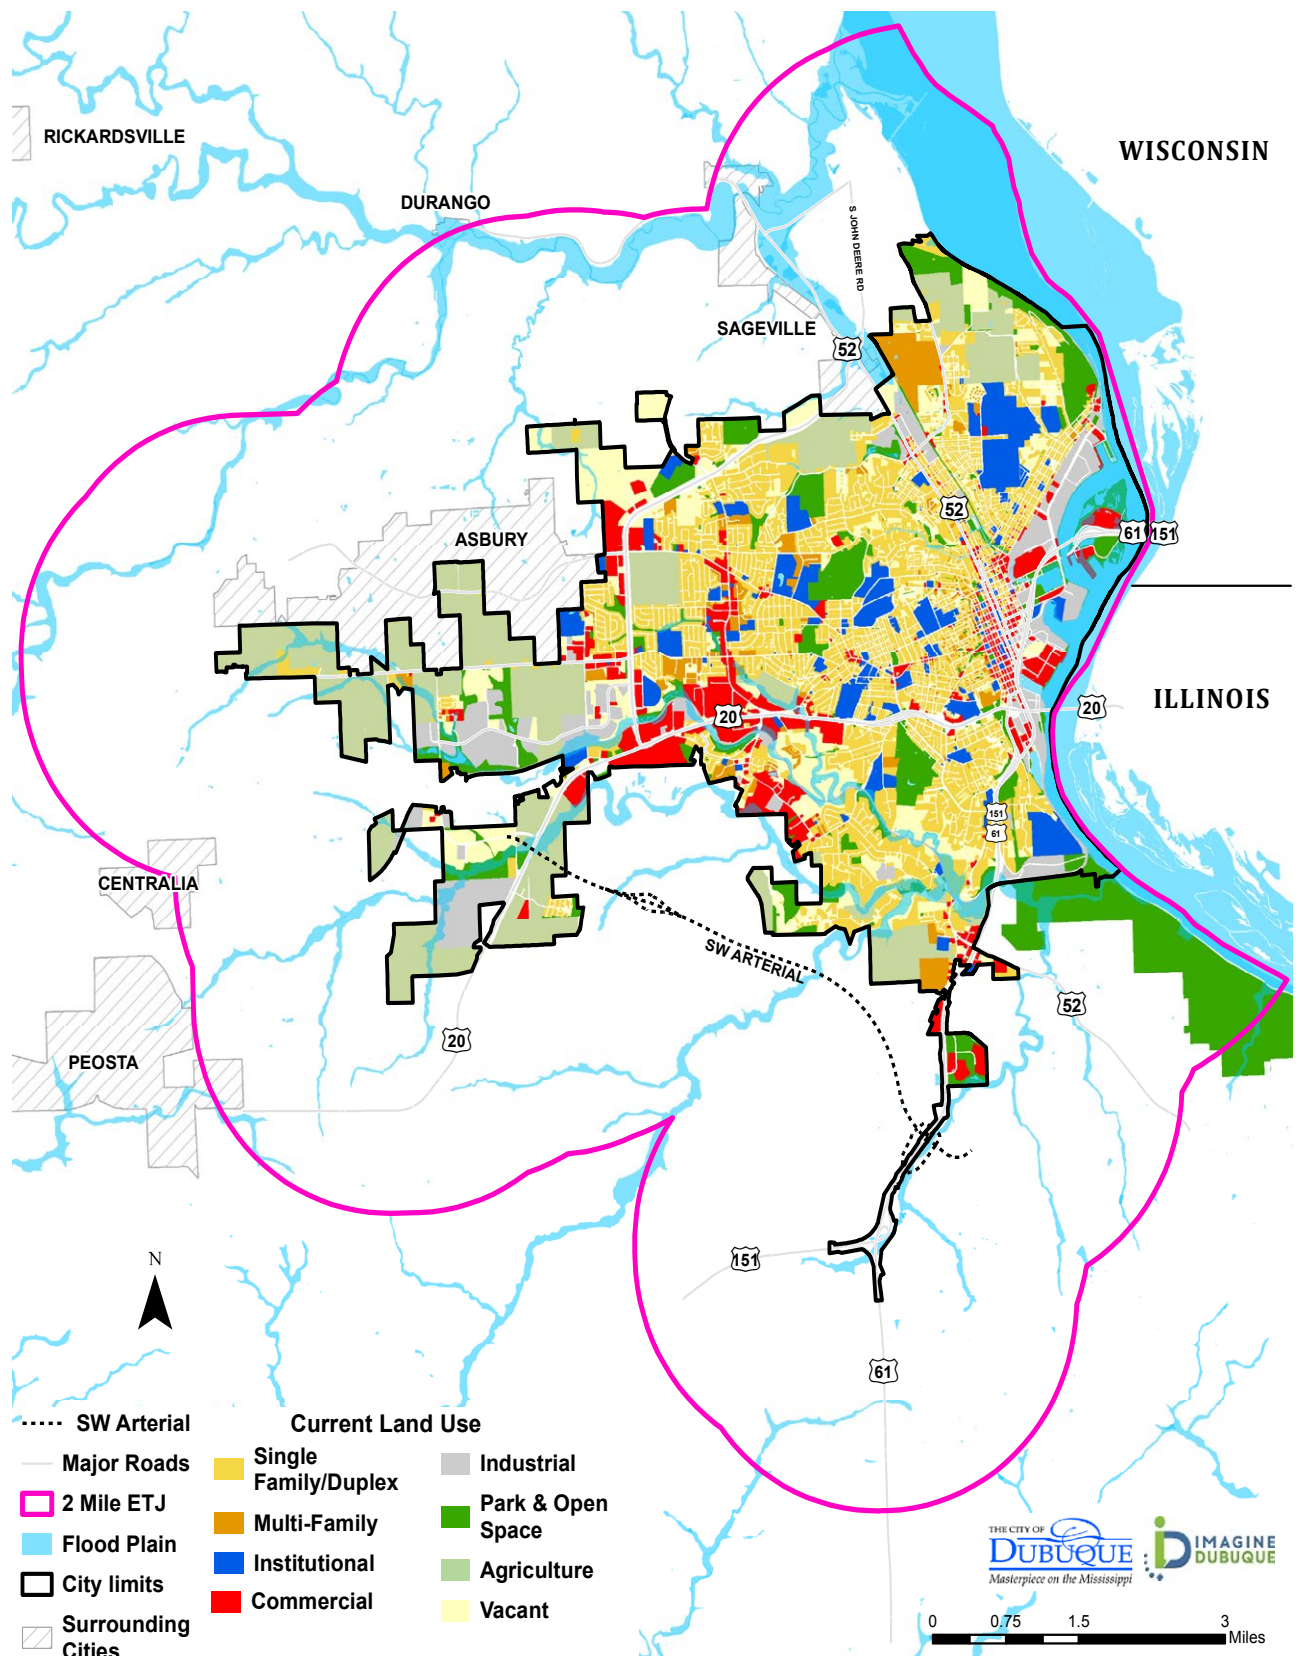 RICKARDSVILLE
WISCONSIN
DURANGO
S JOHN DEERE RD
SAGEVILLE
52
52
ASBURY
61
151
ILLINOIS
20
20
151
61
CENTRALIA
SW ARTERIAL
52
20
PEOSTA
151
N
61
SW Arterial
Major Roads
2 Mile ETJ
Flood Plain
City limits
Surrounding
Cities
Current Land Use
Single
Family/Duplex
Multi-Family
Institutional
Commercial
Industrial
Park & Open
Space
Agriculture
Vacant
THE CITY OF
DUBUQUE
Masterpiece on the Mississippi
iD
IMAGINE
DUBUQUE
0 0.75 1.5 3
Miles